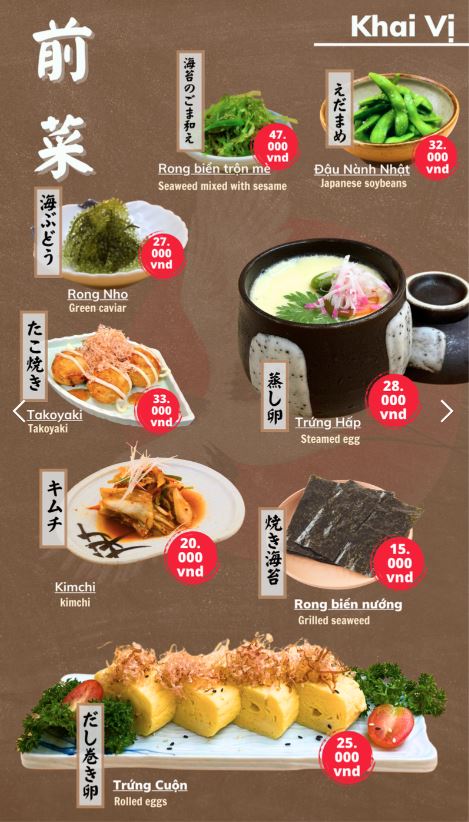 前菜
Khai Vị
海苔のごま和え
47.
000
vnd
Rong biển trộn mè
Seaweed mixed with sesame
えだまめ
32.
000
vnd
Đậu Nành Nhật
Japanese soybeans
海ぶどう
27.
000
vnd
Rong Nho
Green caviar
たこ焼き
33.
000
vnd
Takoyaki
Takoyaki
蒸し卵
28.
000
vnd
Trứng Hấp
Steamed egg
キムチ
20.
000
vnd
Kimchi
kimchi
焼き海苔
15.
000
vnd
Rong biển nướng
Grilled seaweed
だし巻き卵
25.
000
vnd
Trứng Cuộn
Rolled eggs